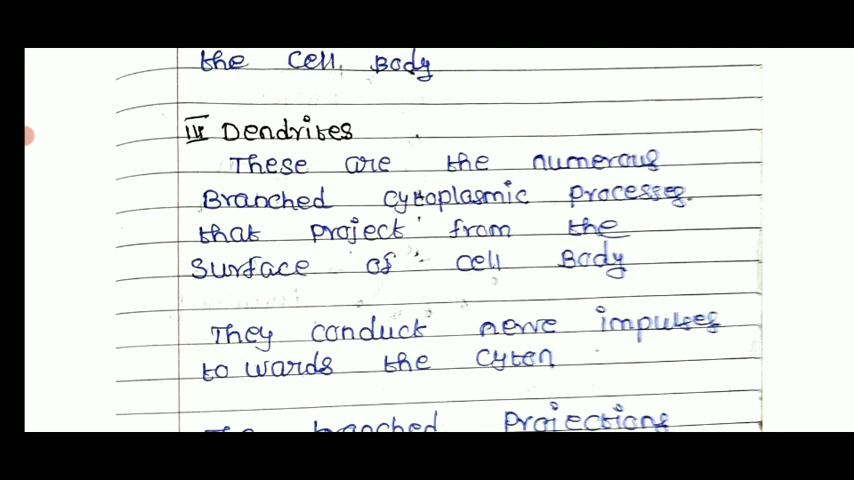 the cell Body
III Dendrites
These are the numerous
Branched cytoplasmic processes.
that project from the
Surface of cell Body
They conduct nerve impulses
to wards the cyten
branched Projections